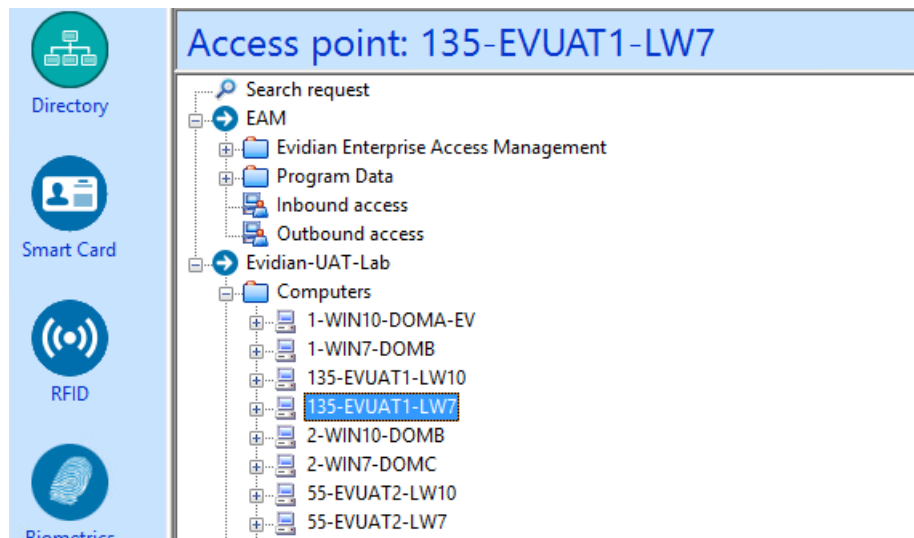 Access point: 135-EVUAT1-LW7
Directory
Smart Card
RFID
Biometrics
Search request
EAM
Evidian Enterprise Access Management
Program Data
Inbound access
Outbound access
Evidian-UAT-Lab
Computers
1-WIN10-DOMA-EV
1-WIN7-DOMB
135-EVUAT1-LW10
135-EVUAT1-LW7
2-WIN10-DOMB
2-WIN7-DOMC
55-EVUAT2-LW10
55-EVUAT2-LW7